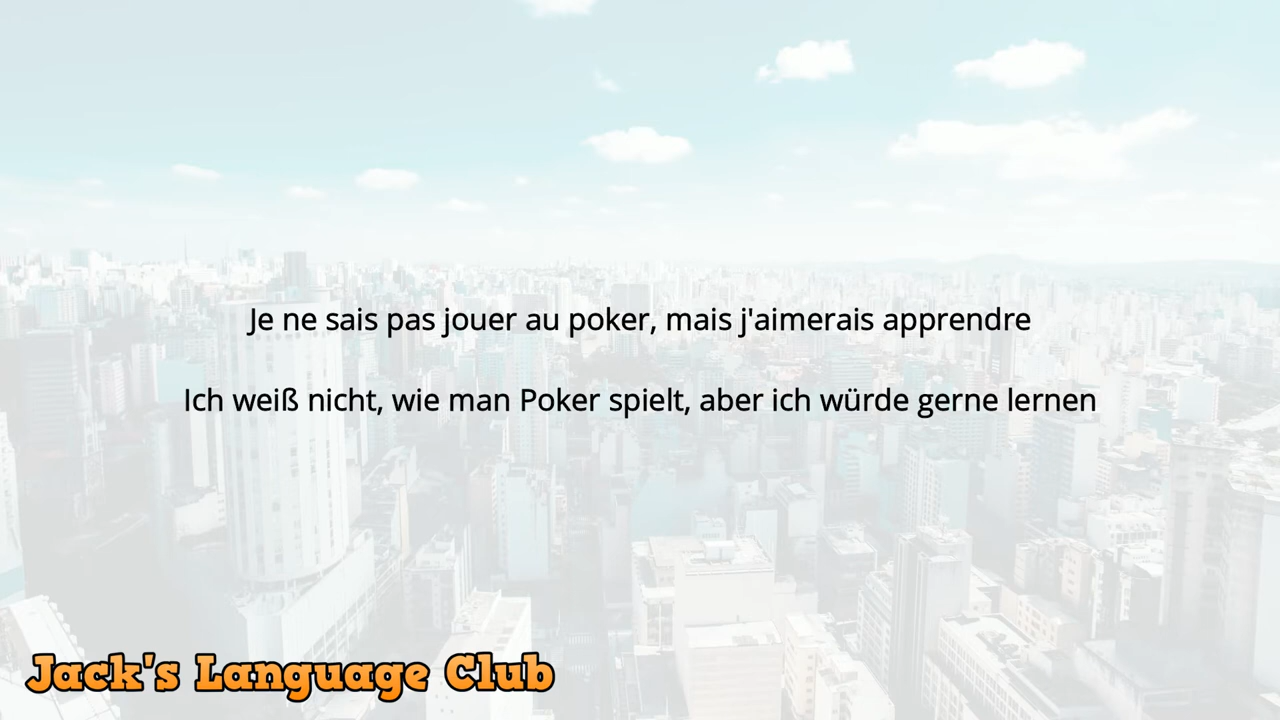 Je ne sais pas jouer au poker, mais j'aimerais apprendre
Ich weiß nicht, wie man Poker spielt, aber ich würde gerne lernen
Jack's Language Club